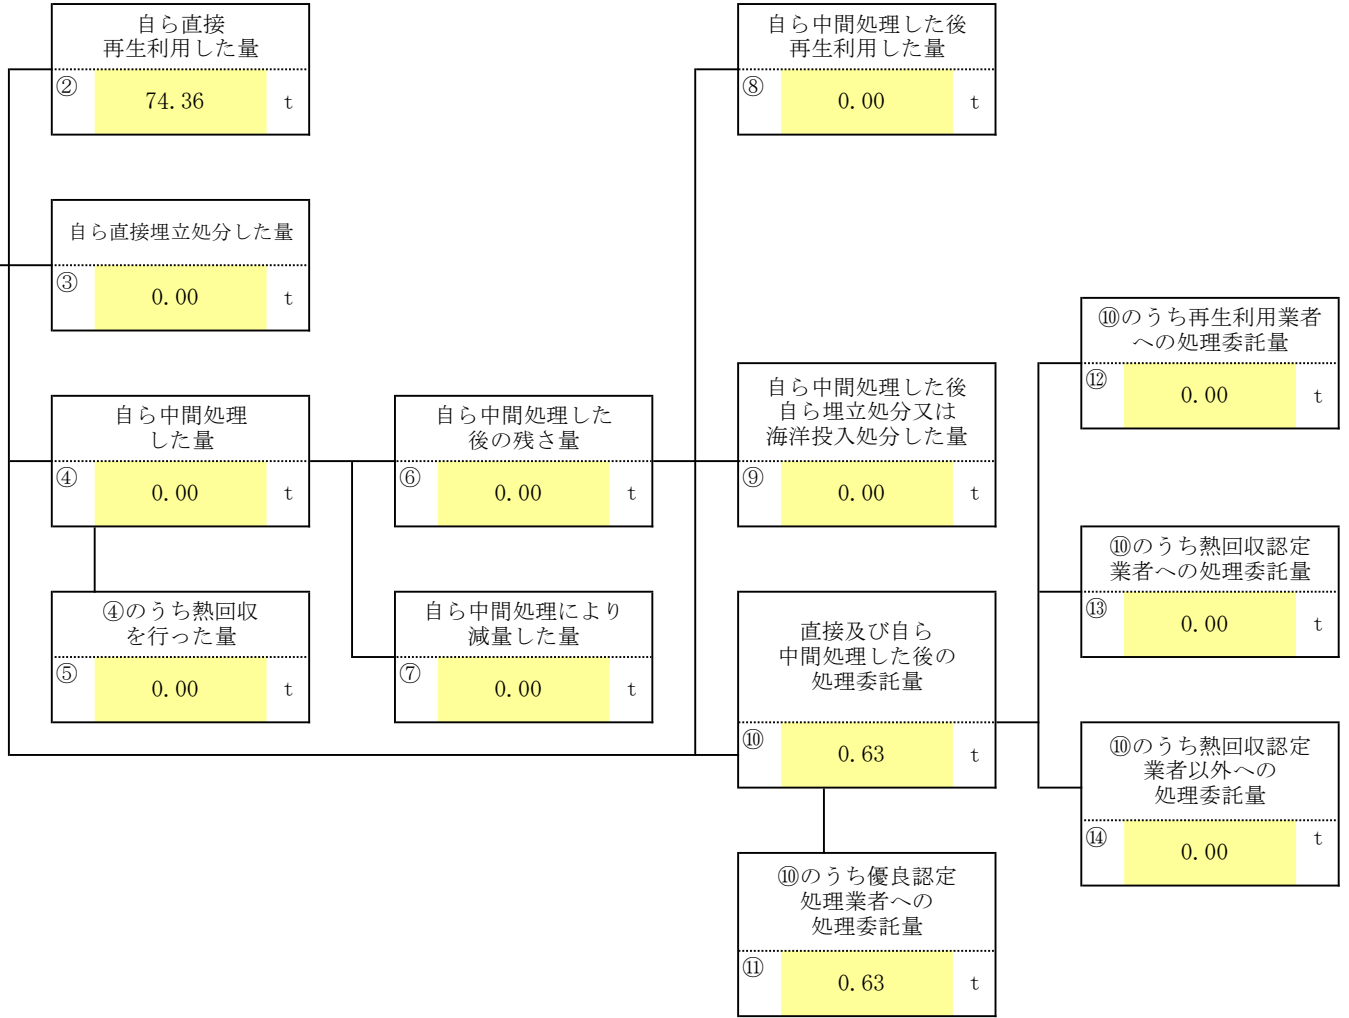 自ら直接
再生利用した量
② 74.36 t
自ら直接埋立処分した量
③ 0.00 t
自ら中間処理
した量
④ 0.00 t
④のうち熱回収
を行った量
⑤ 0.00 t
自ら中間処理した
後の残さ量
⑥ 0.00 t
自ら中間処理により
減量した量
⑦ 0.00 t
自ら中間処理した後
再生利用した量
⑧ 0.00 t
自ら中間処理した後
自ら埋立処分又は
海洋投入処分した量
⑨ 0.00 t
直接及び自ら
中間処理した後の
処理委託量
⑩ 0.63 t
⑩のうち優良認定
処理業者への
処理委託量
⑪ 0.63 t
⑩のうち再生利用業者
への処理委託量
⑫ 0.00 t
⑩のうち熱回収認定
業者への処理委託量
⑬ 0.00 t
⑩のうち熱回収認定
業者以外への
処理委託量
⑭ 0.00 t